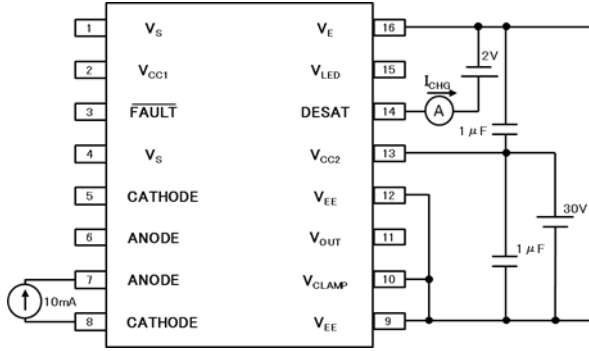 1 V_S V_E 16
2 V_CC1 V_LED 15
3 FAULT DESAT 14
4 V_S V_CC2 13
5 CATHODE V_EE 12
6 ANODE V_OUT 11
7 ANODE V_CLAMP 10
8 CATHODE V_EE 9
10mA
I_CHG
A
2V
1 μF
1 μF
30V